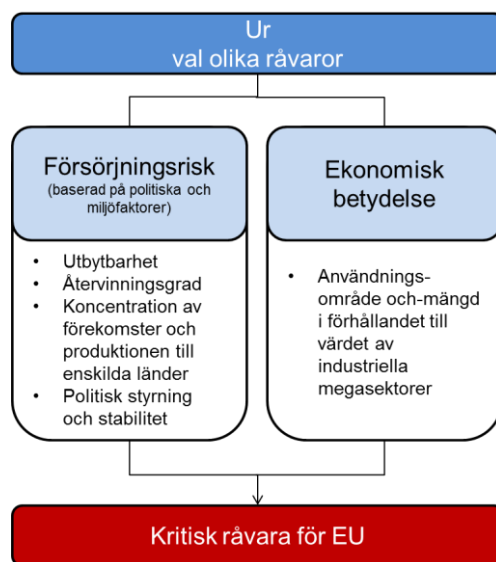 Ur
val olika råvaror
Försörjningsrisk
(baserad på politiska och
miljöfaktorer)
• Utbytbarhet
• Återvinningsgrad
• Koncentration av
förekomster och
produktionen till
enskilda länder
• Politisk styrning
och stabilitet
Ekonomisk
betydelse
• Användnings-
område och-mängd
i förhållandet till
värdet av
industriella
megasektorer
Kritisk råvara för EU